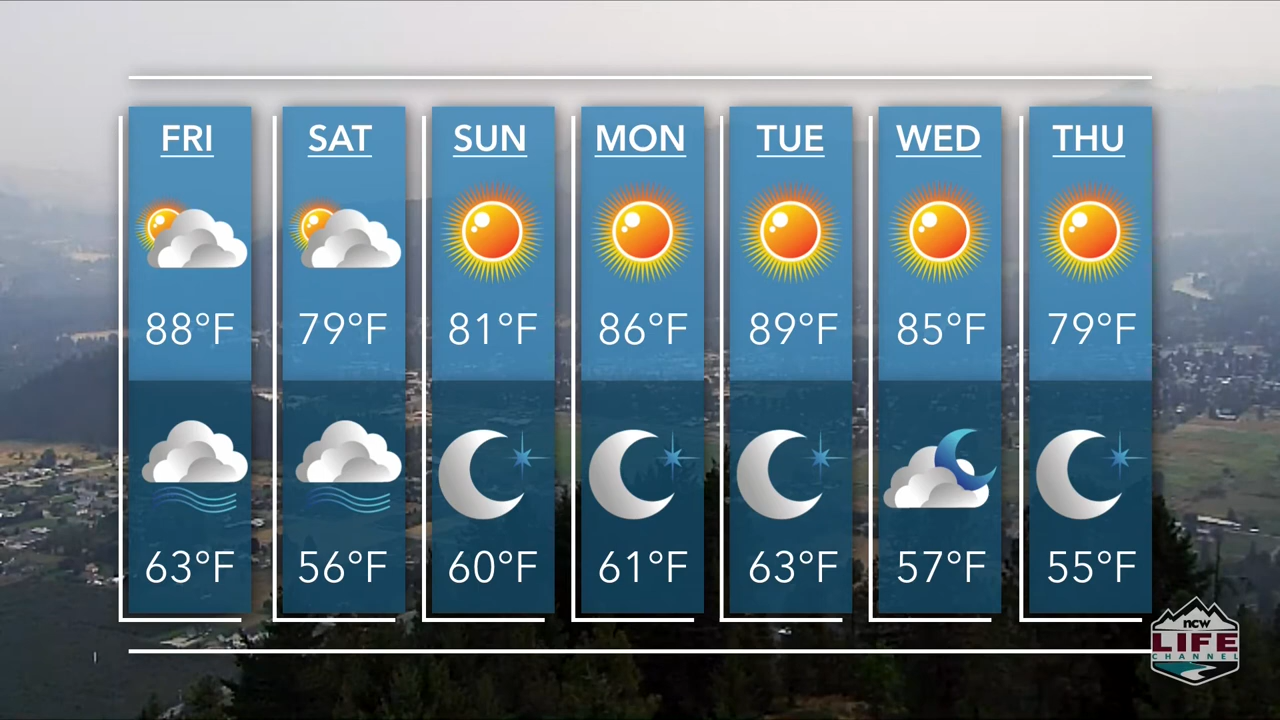 FRI
88°F
63°F
SAT
79°F
56°F
SUN
81°F
60°F
MON
86°F
61°F
TUE
89°F
63°F
WED
85°F
57°F
THU
79°F
55°F
ncw
LIFE
CHANNEL